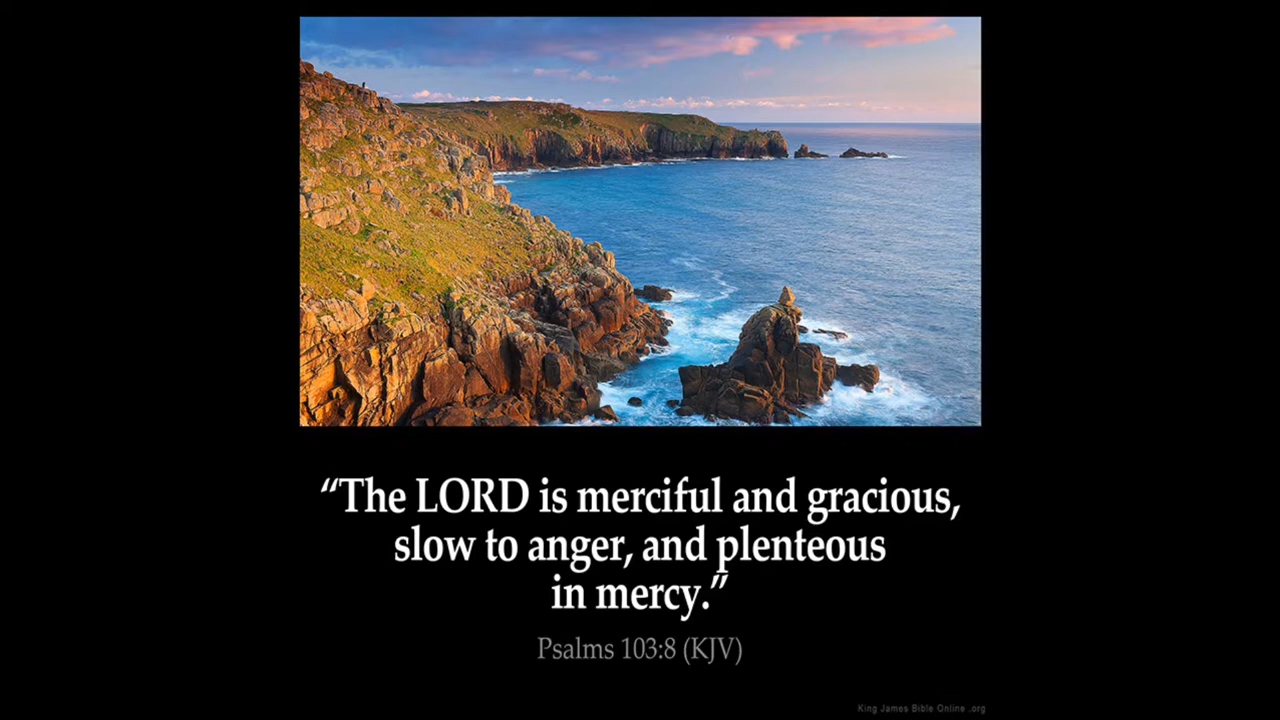 “The LORD is merciful and gracious,
slow to anger, and plenteous
in mercy.”
Psalms 103:8 (KJV)
King James Bible Online .org